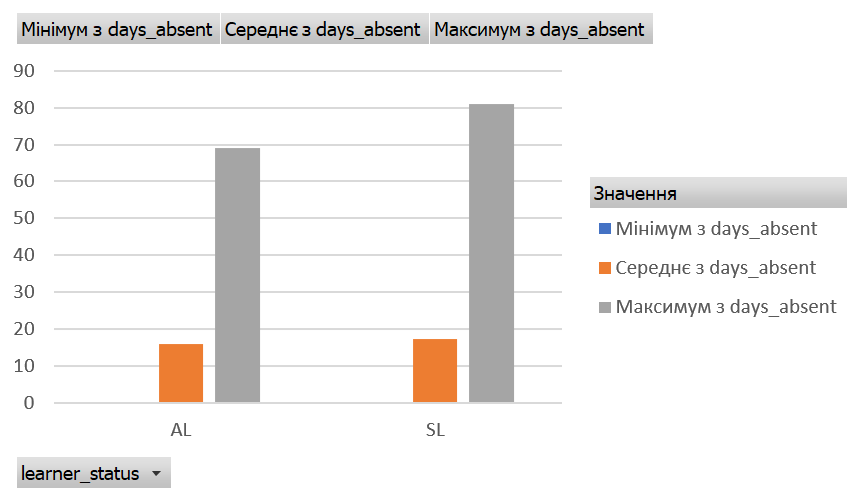 Мінімум з days_absent Середнє з days_absent Максимум з days_absent
90
80
70
60
50
40
30
20
10
0
AL SL
Значення
Мінімум з days_absent
Середнє з days_absent
Максимум з days_absent
learner_status